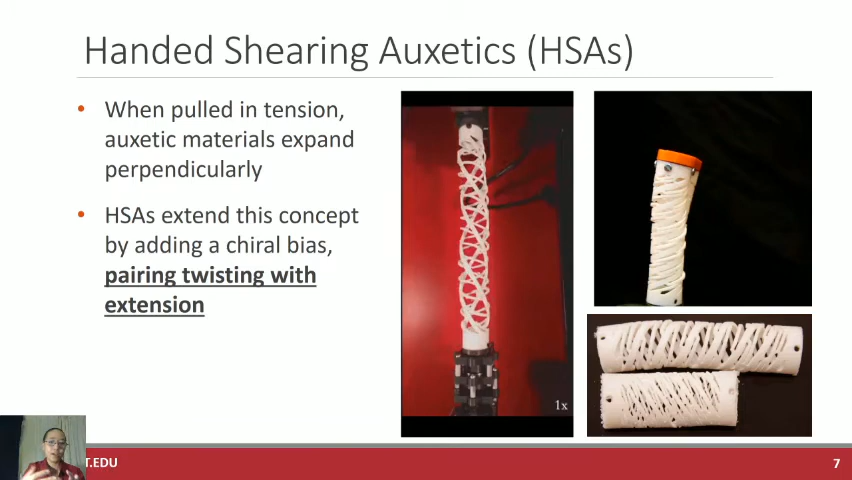 Handed Shearing Auxetics (HSAs)
• When pulled in tension,
auxetic materials expand
perpendicularly
• HSAs extend this concept
by adding a chiral bias,
pairing twisting with
extension
1x
T.EDU
7